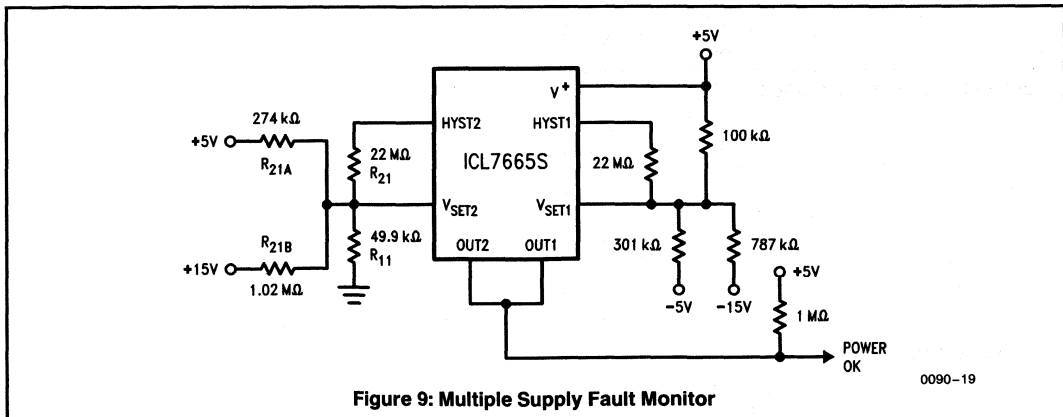 +5V
V+
274 kΩ
HYST2
HYST1
100 kΩ
+5V
R21A
22 MΩ
R21
ICL7665S
22 MΩ
VSET2
VSET1
R21B
49.9 kΩ
R11
OUT2
OUT1
301 kΩ
787 kΩ
+15V
1.02 MΩ
+5V
-5V
-15V
1 MΩ
POWER
OK
0090-19
Figure 9: Multiple Supply Fault Monitor